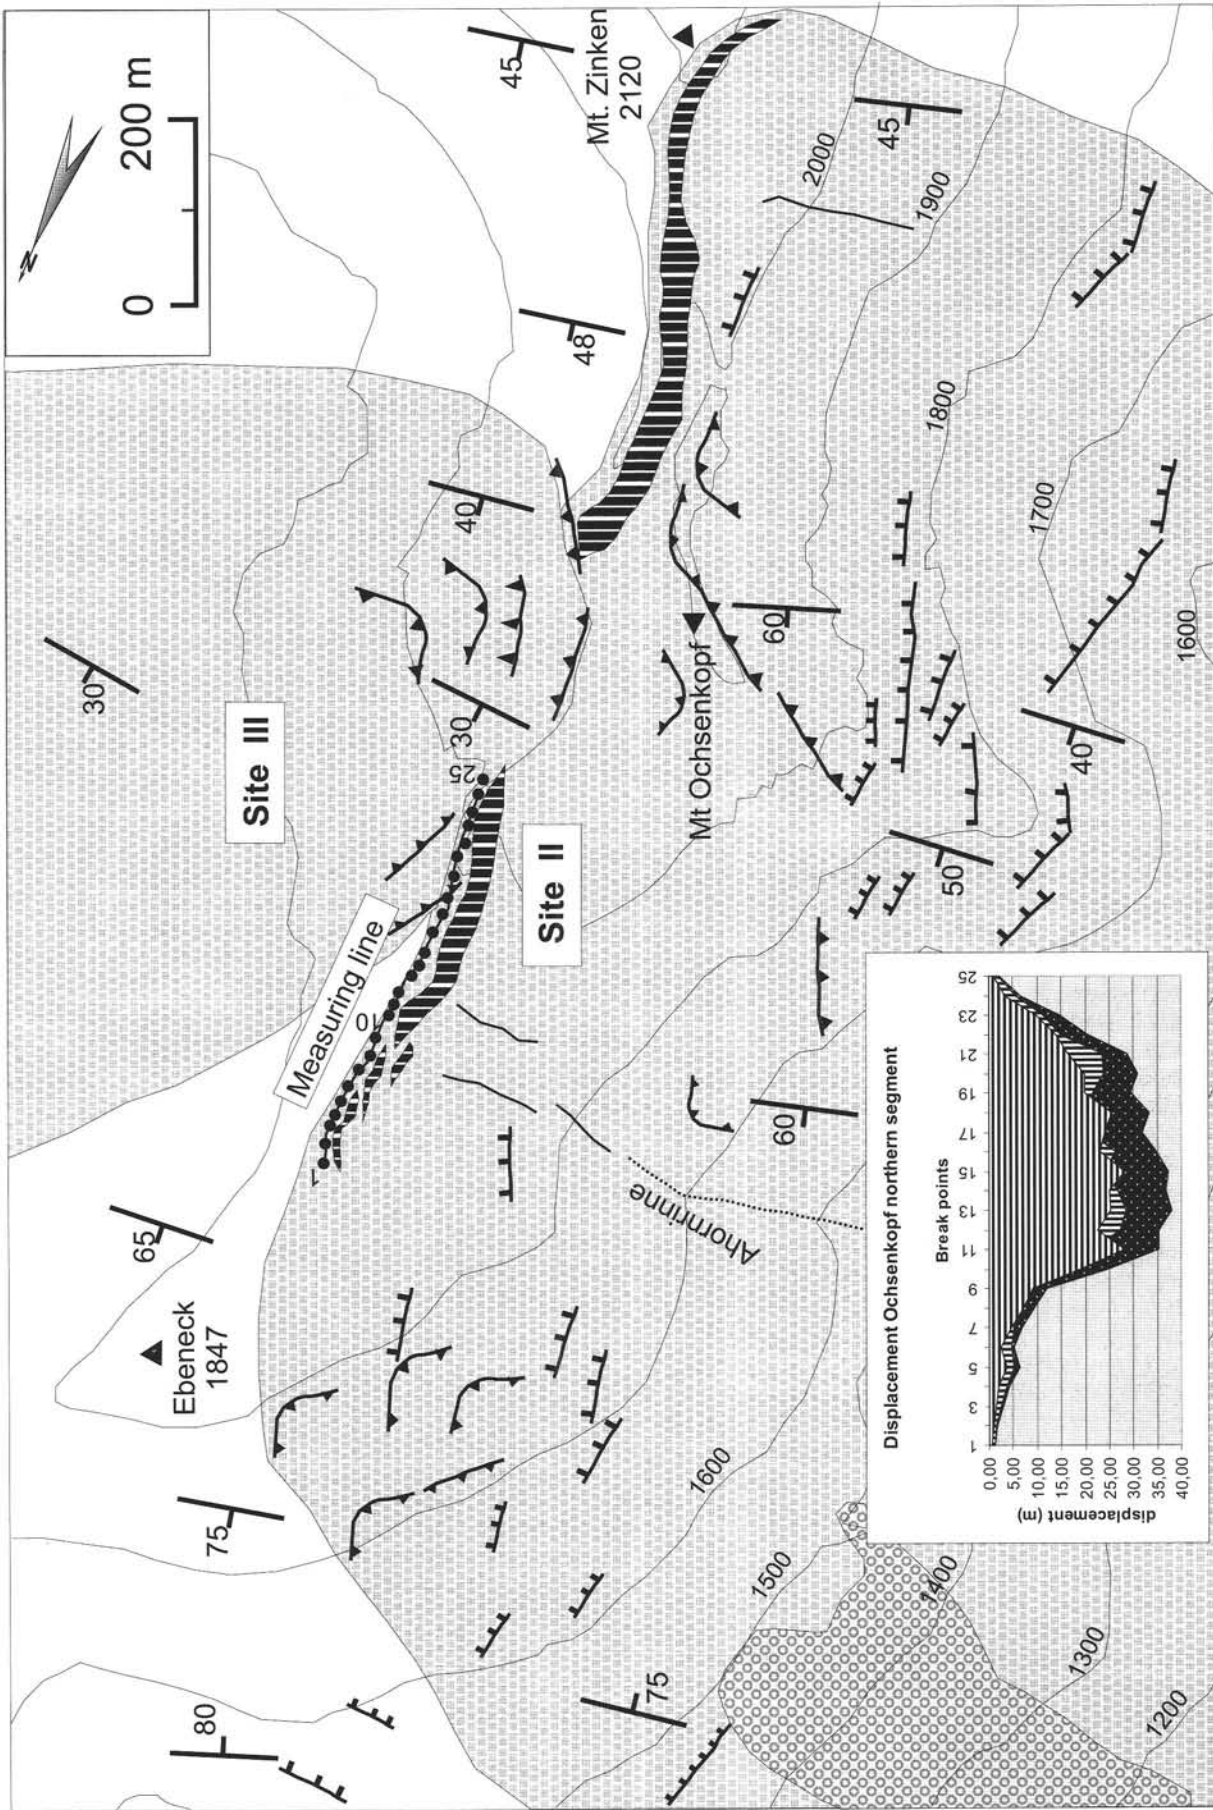 N
0 200 m
45
Mt. Zinken
2120
48
45
2000
1900
1800
1700
1600
30
Site III
40
30
25
Measuring line
10
1
Site II
Mt Ochsenkopf
60
40
50
60
Ahornrinne
65
Ebeneck
1847
75
80
75
1600
1500
1400
1300
1200
Displacement Ochsenkopf northern segment
Break points
1 3 5 7 9 11 13 15 17 19 21 23 25
displacement (m)
0,00
5,00
10,00
15,00
20,00
25,00
30,00
35,00
40,00